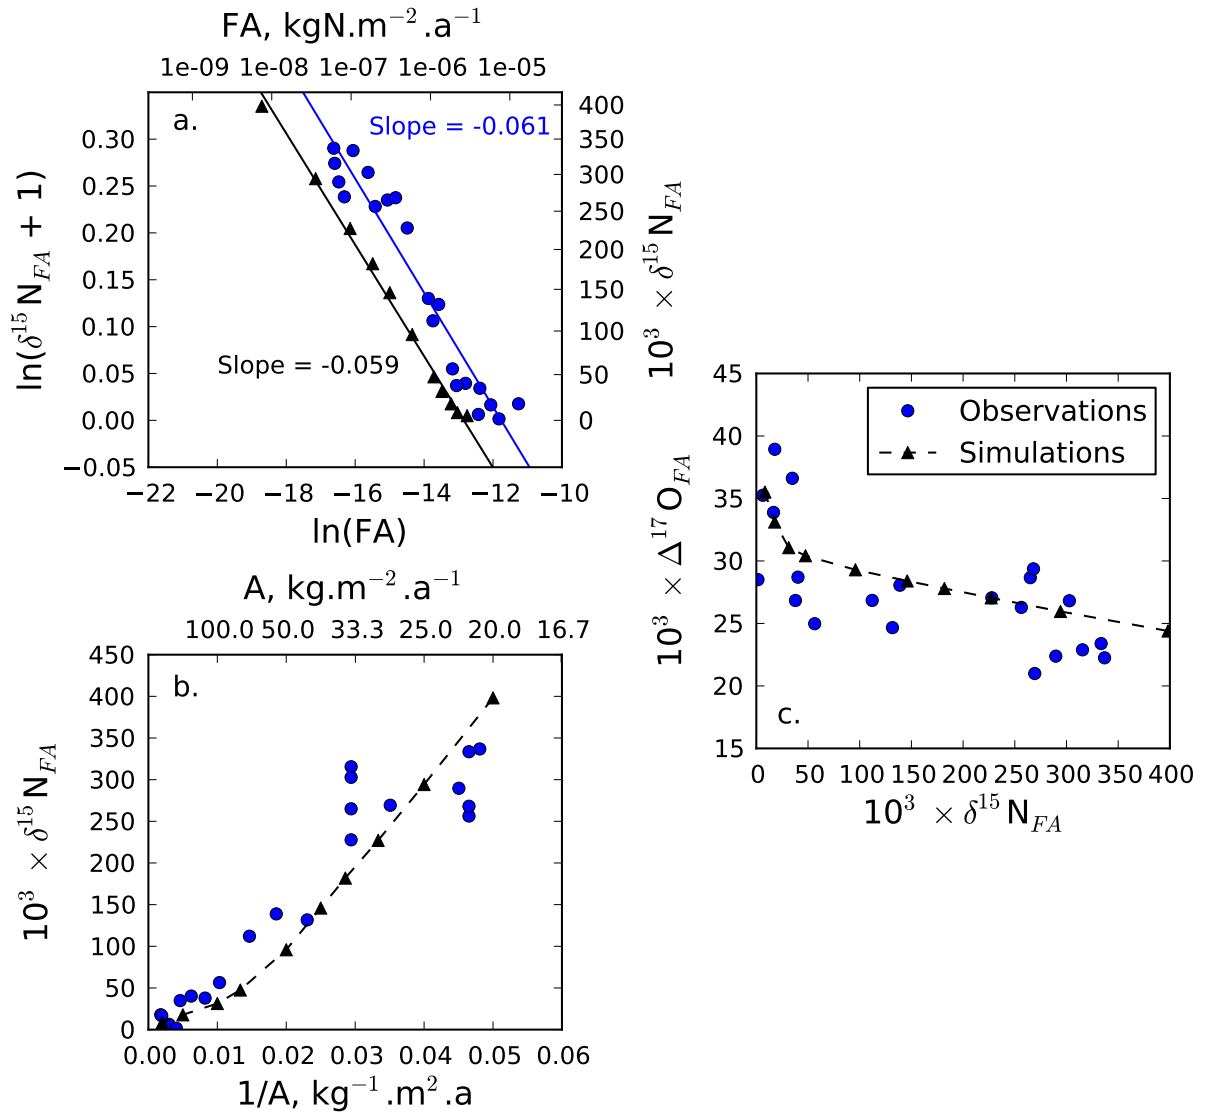 FA, kgN.m⁻².a⁻¹
1e-09 1e-08 1e-07 1e-06 1e-05
a.
Slope = -0.061
Slope = -0.059
ln(δ¹⁵N_FA + 1)
0.30
0.25
0.20
0.15
0.10
0.05
0.00
−0.05
400
350
300
250
200
150
100
50
0
10³ × δ¹⁵N_FA
−22 −20 −18 −16 −14 −12 −10
ln(FA)
A, kg.m⁻².a⁻¹
100.0 50.0 33.3 25.0 20.0 16.7
b.
10³ × δ¹⁵N_FA
450
400
350
300
250
200
150
100
50
0
0.00 0.01 0.02 0.03 0.04 0.05 0.06
1/A, kg⁻¹.m².a
Observations
Simulations
c.
10³ × Δ¹⁷O_FA
45
40
35
30
25
20
15
0 50 100 150 200 250 300 350 400
10³ × δ¹⁵N_FA